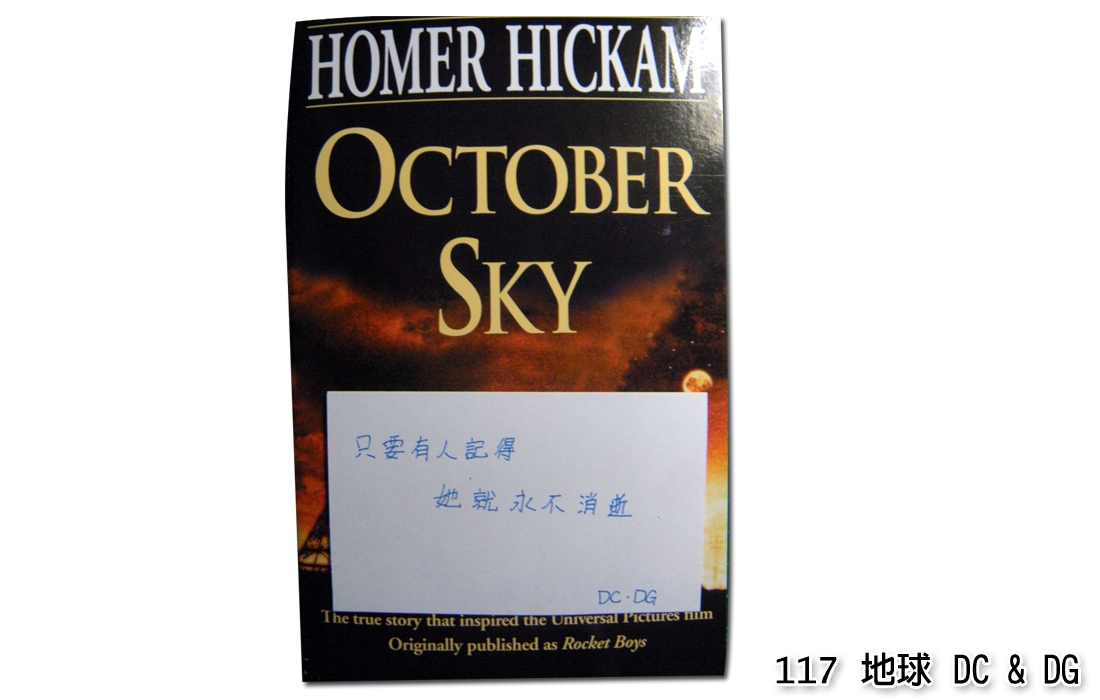 HOMER HICKAM
OCTOBER
SKY
只要有人記得
她就永不消逝
DC·DG
The true story that inspired the Universal Pictures film
Originally published as Rocket Boys
117 地球 DC & DG